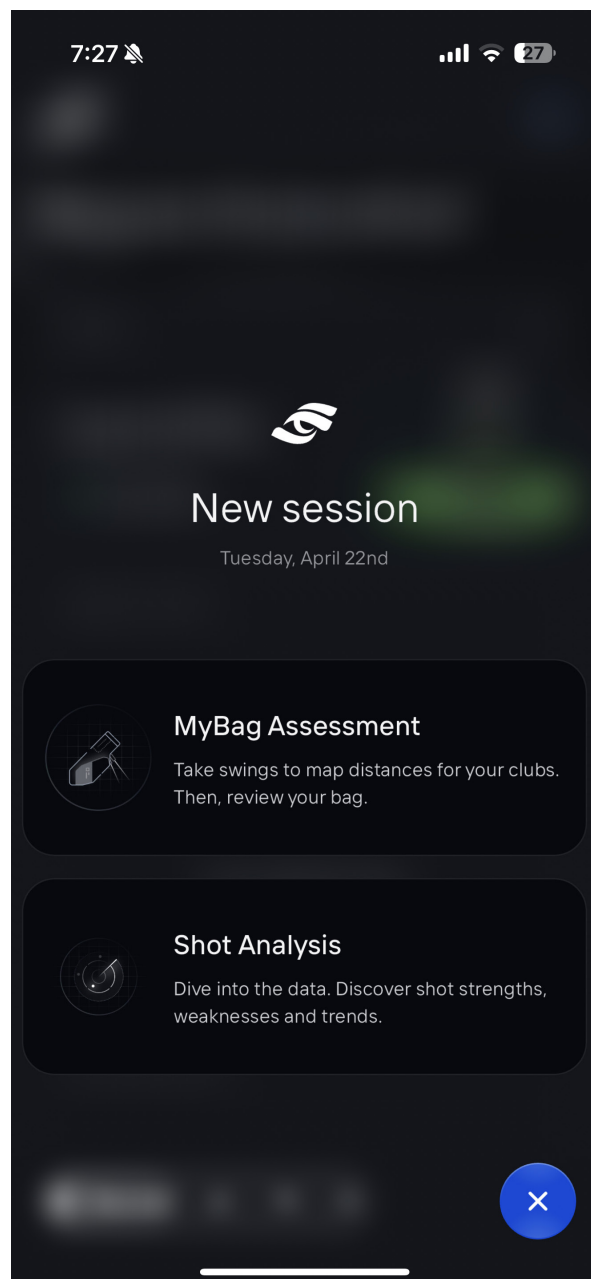 7:27
27
New session
Tuesday, April 22nd
MyBag Assessment
Take swings to map distances for your clubs.
Then, review your bag.
Shot Analysis
Dive into the data. Discover shot strengths,
weaknesses and trends.